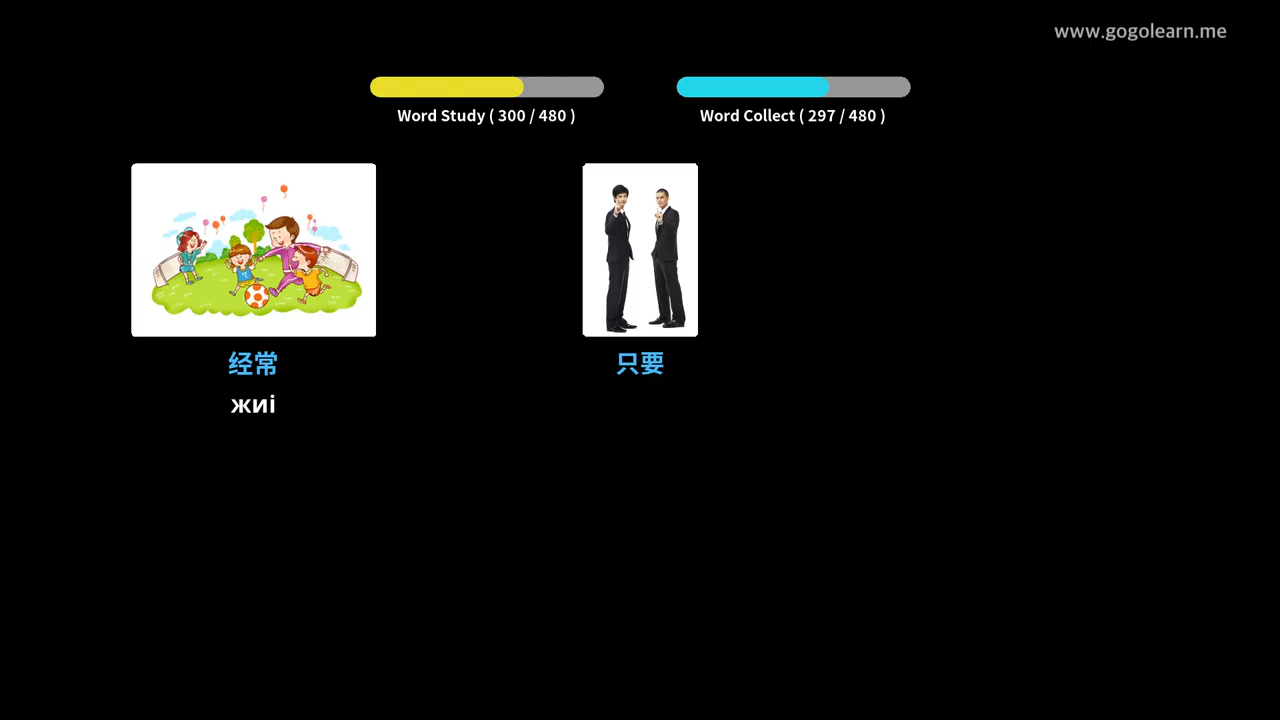 www.gogolearn.me
Word Study ( 300 / 480 )
Word Collect ( 297 / 480 )
经常
жиі
只要